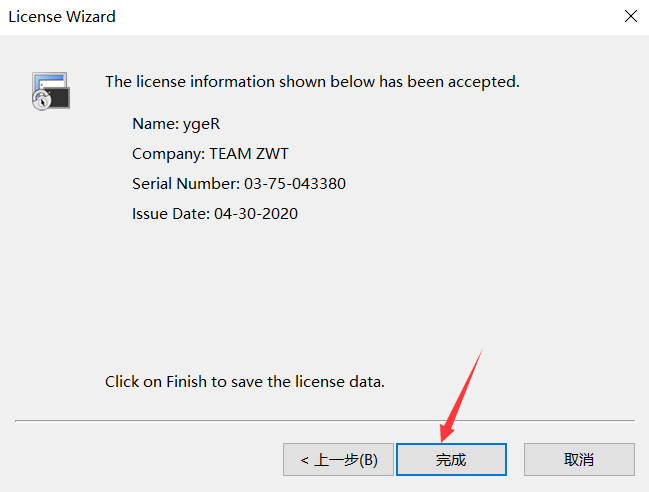 License Wizard
The license information shown below has been accepted.
Name: ygeR
Company: TEAM ZWT
Serial Number: 03-75-043380
Issue Date: 04-30-2020
Click on Finish to save the license data.
< 上一步(B)
完成
取消